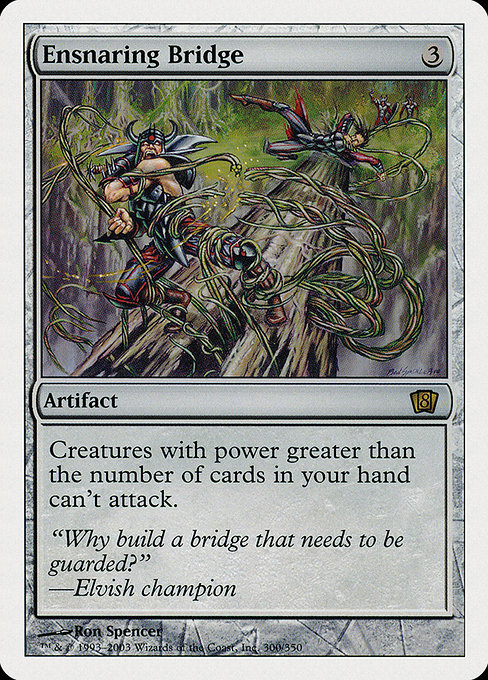 Ensnaring Bridge 3
Artifact 8
Creatures with power greater than
the number of cards in your hand
can't attack.
“Why build a bridge that needs to be
guarded?”
—Elvish champion
Ron Spencer
™ & © 1993–2003 Wizards of the Coast, Inc. 300/350